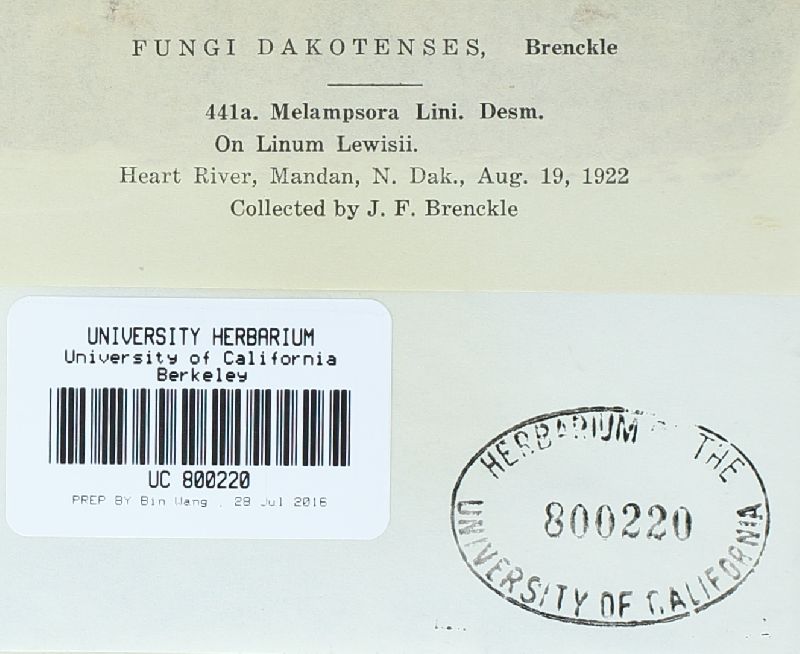 FUNGI DAKOTENSES, Brenckle
441a. Melampsora Lini. Desm.
On Linum Lewisii.
Heart River, Mandan, N. Dak., Aug. 19, 1922
Collected by J. F. Brenckle
UNIVERSITY HERBARIUM
University of California
Berkeley
UC 800220
PREP BY Bin Wang , 28 Jul 2016
HERBARIUM OF THE
800220
UNIVERSITY OF CALIFORNIA